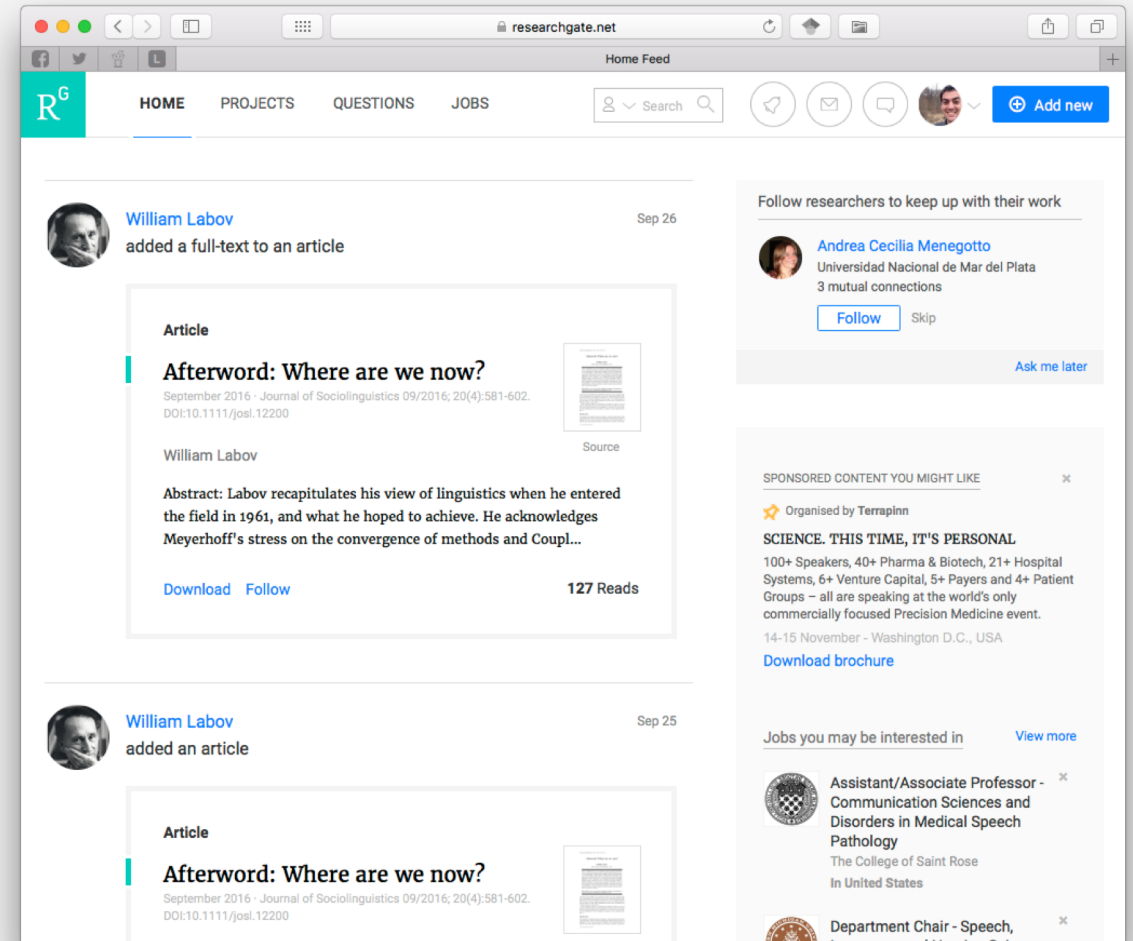 researchgate.net
L
Home Feed
RG
HOME
PROJECTS
QUESTIONS
JOBS
Search
Add new
William Labov
Sep 26
added a full-text to an article
Article
Afterword: Where are we now?
September 2016 · Journal of Sociolinguistics 09/2016; 20(4):581-602.
DOI:10.1111/josl.12200
Source
William Labov
Abstract: Labov recapitulates his view of linguistics when he entered
the field in 1961, and what he hoped to achieve. He acknowledges
Meyerhoff's stress on the convergence of methods and Coupl...
Download Follow
127 Reads
William Labov
Sep 25
added an article
Article
Afterword: Where are we now?
September 2016 · Journal of Sociolinguistics 09/2016; 20(4):581-602.
DOI:10.1111/josl.12200
Follow researchers to keep up with their work
Andrea Cecilia Menegotto
Universidad Nacional de Mar del Plata
3 mutual connections
Follow Skip
Ask me later
SPONSORED CONTENT YOU MIGHT LIKE
Organised by Terrapinn
SCIENCE. THIS TIME, IT'S PERSONAL
100+ Speakers, 40+ Pharma & Biotech, 21+ Hospital
Systems, 6+ Venture Capital, 5+ Payers and 4+ Patient
Groups – all are speaking at the world's only
commercially focused Precision Medicine event.
14-15 November - Washington D.C., USA
Download brochure
Jobs you may be interested in
View more
Assistant/Associate Professor -
Communication Sciences and
Disorders in Medical Speech
Pathology
The College of Saint Rose
In United States
Department Chair - Speech,